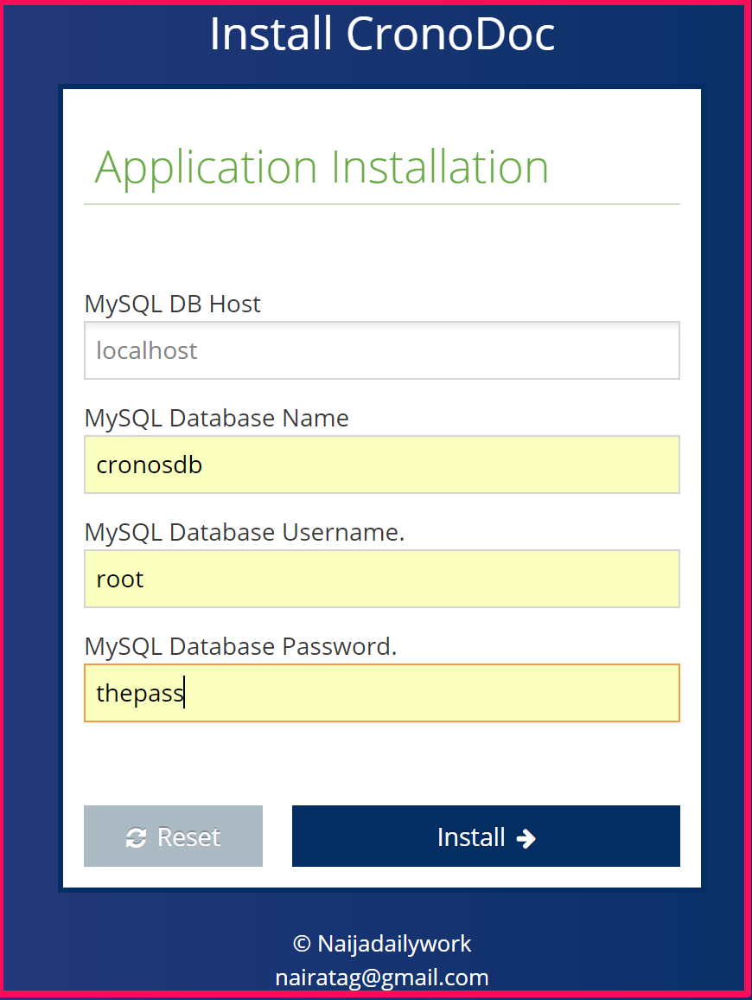 Install CronoDoc
Application Installation
MySQL DB Host
localhost
MySQL Database Name
cronosdb
MySQL Database Username.
root
MySQL Database Password.
thepass
Reset
Install
© Naijadailywork
nairatag@gmail.com